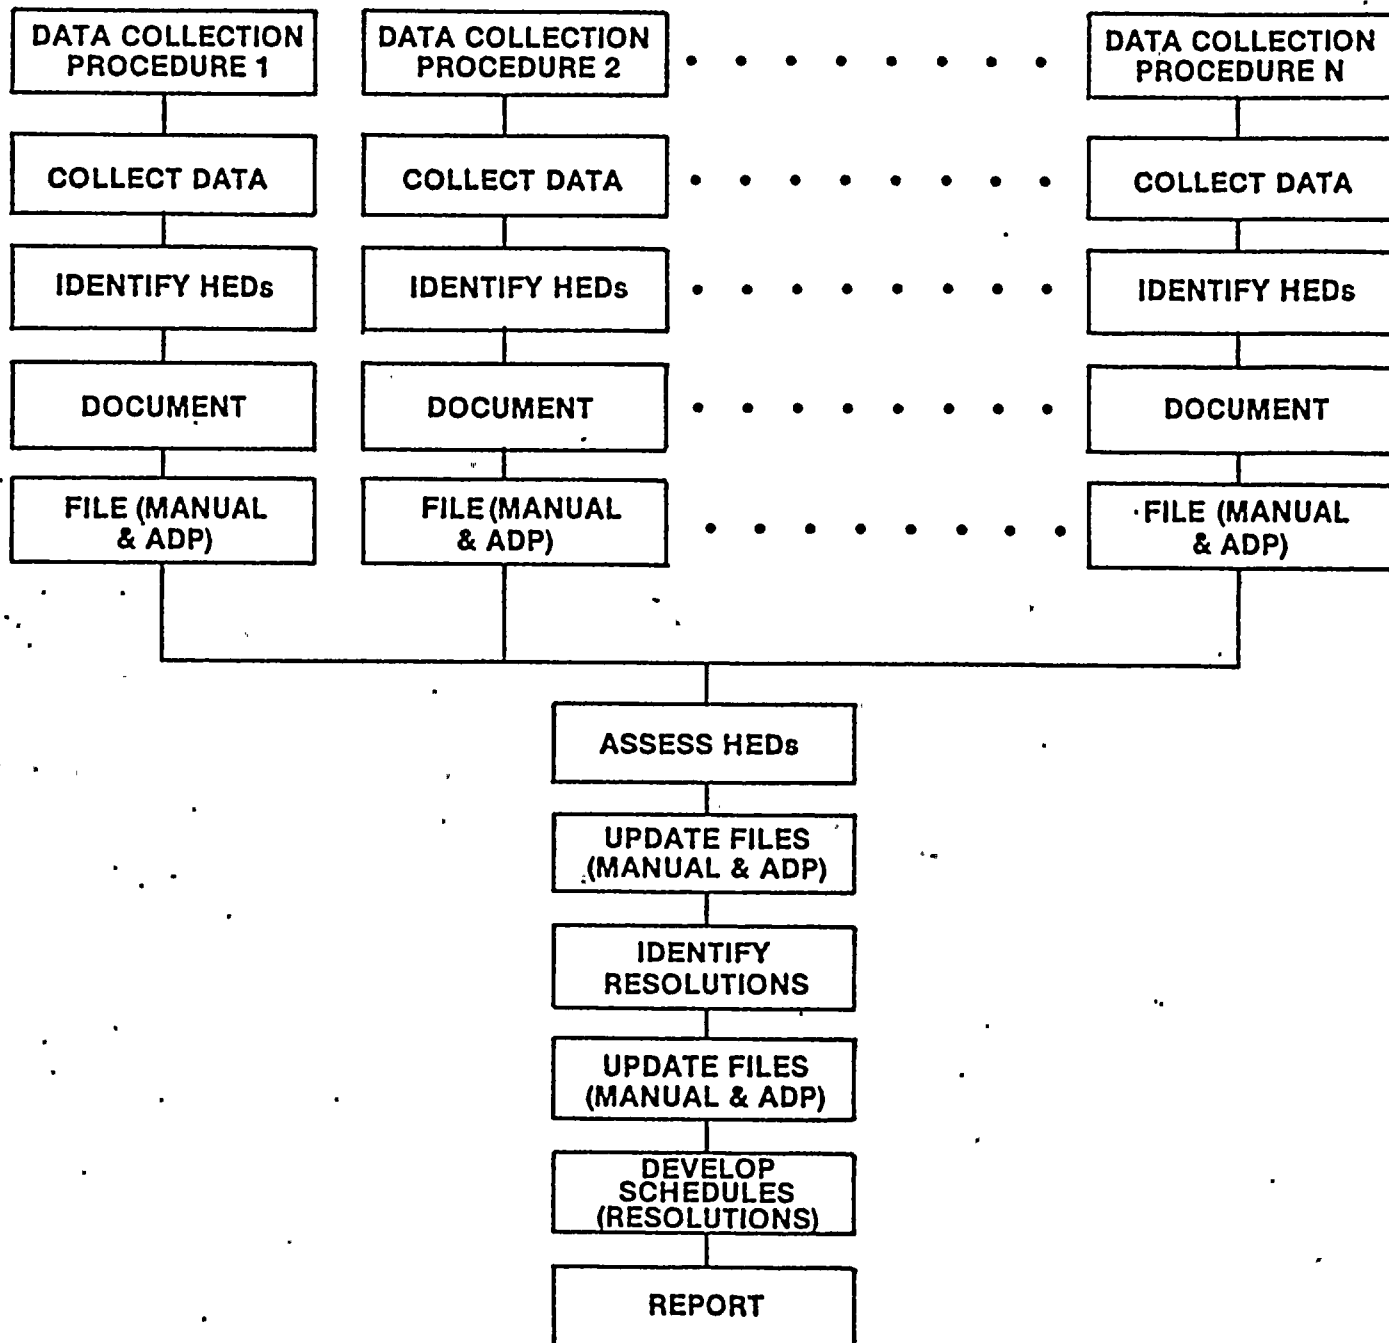 DATA COLLECTION
PROCEDURE 1
DATA COLLECTION
PROCEDURE 2
DATA COLLECTION
PROCEDURE N
COLLECT DATA
COLLECT DATA
COLLECT DATA
IDENTIFY HEDs
IDENTIFY HEDs
IDENTIFY HEDs
DOCUMENT
DOCUMENT
DOCUMENT
FILE (MANUAL
& ADP)
FILE (MANUAL
& ADP)
FILE (MANUAL
& ADP)
ASSESS HEDs
UPDATE FILES
(MANUAL & ADP)
IDENTIFY
RESOLUTIONS
UPDATE FILES
(MANUAL & ADP)
DEVELOP
SCHEDULES
(RESOLUTIONS)
REPORT